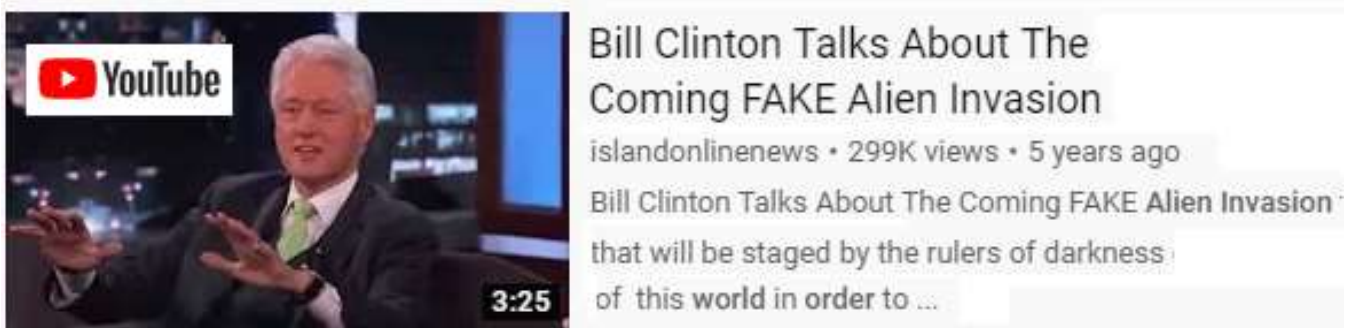 YouTube
3:25
Bill Clinton Talks About The
Coming FAKE Alien Invasion
islandonlinenews • 299K views • 5 years ago
Bill Clinton Talks About The Coming FAKE Alien Invasion
that will be staged by the rulers of darkness
of this world in order to ...